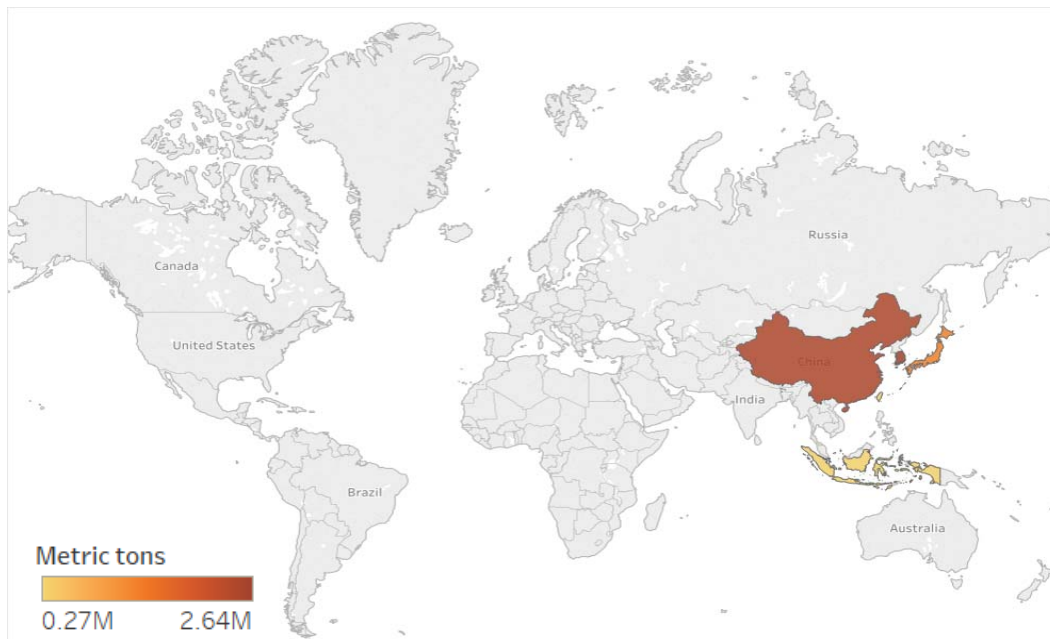 Russia
Canada
United States
China
India
Brazil
Australia
Metric tons
0.27M 2.64M